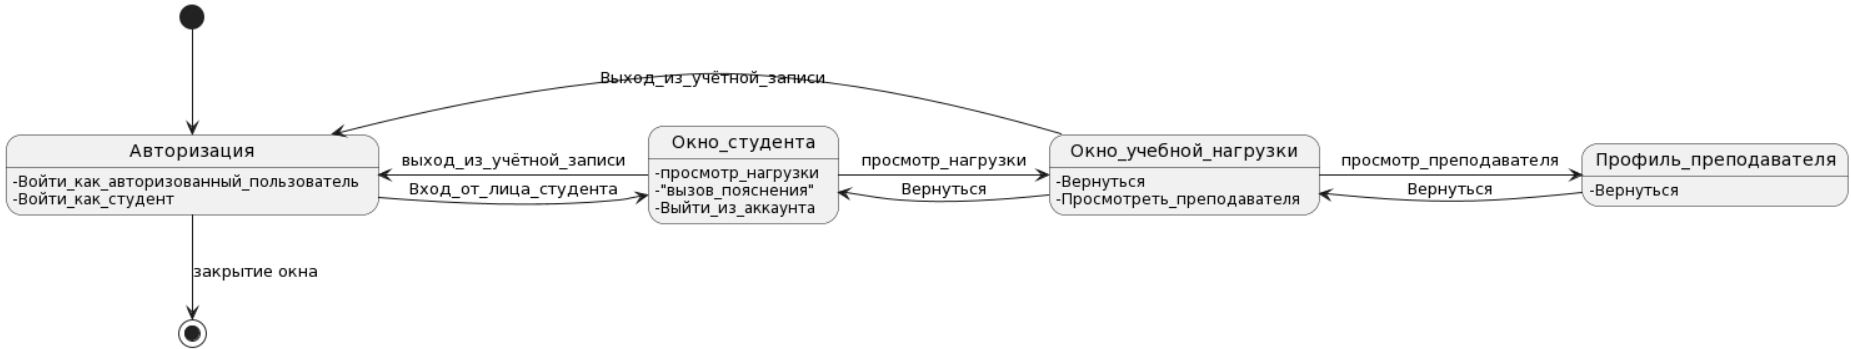 Выход_из_учётной_записи
Авторизация
-Войти_как_авторизованный_пользователь
-Войти_как_студент
выход_из_учётной_записи
Вход_от_лица_студента
Окно_студента
-просмотр_нагрузки
-"вызов_пояснения"
-Выйти_из_аккаунта
просмотр_нагрузки
Вернуться
Окно_учебной_нагрузки
-Вернуться
-Просмотреть_преподавателя
просмотр_преподавателя
Вернуться
Профиль_преподавателя
-Вернуться
закрытие окна